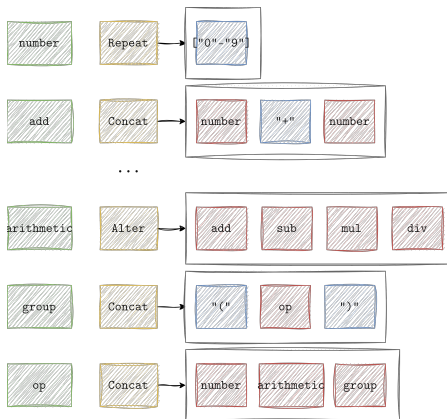 number Repeat ["0"-"9"]
add Concat number "+" number
...
arithmetic Alter add sub mul div
group Concat "(" op ")"
op Concat number arithmetic group